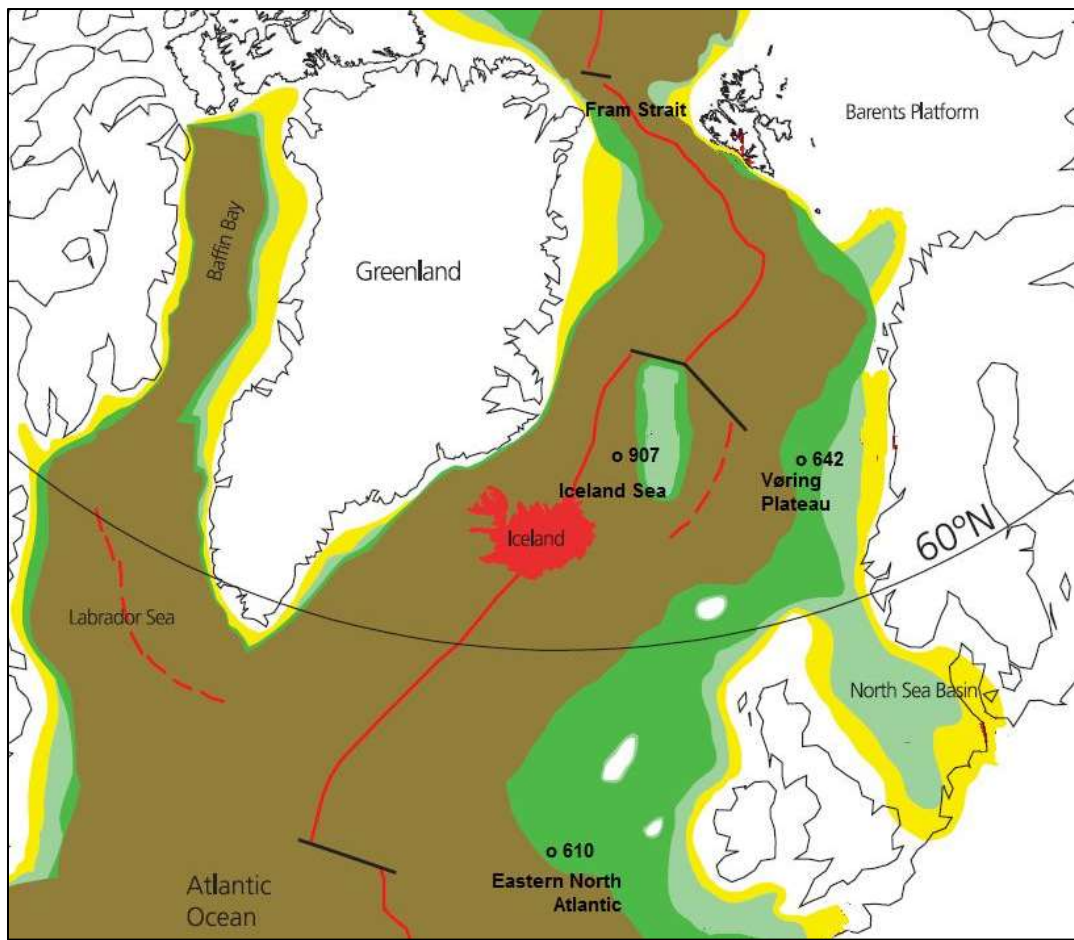 Fram Strait
Barents Platform
Baffin Bay
Greenland
o 907
Iceland Sea
o 642
Vøring
Plateau
Iceland
60°N
Labrador Sea
North Sea Basin
o 610
Eastern North
Atlantic
Atlantic
Ocean